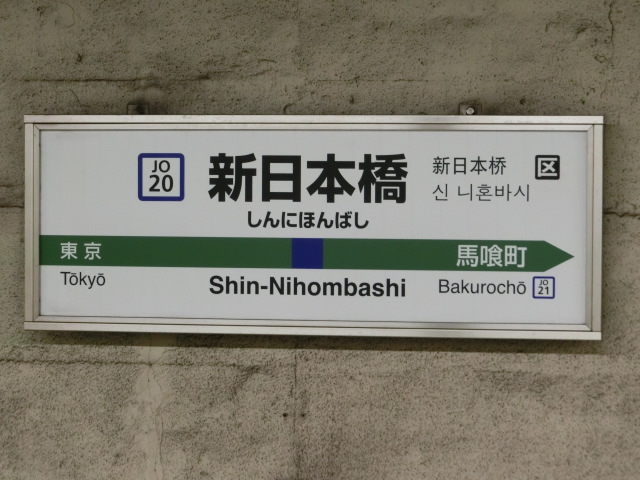 JO
20
新日本橋
新日本桥
区
신 니혼바시
しんにほんばし
東京
馬喰町
Tōkyō
Shin-Nihombashi
Bakurochō
JO
21